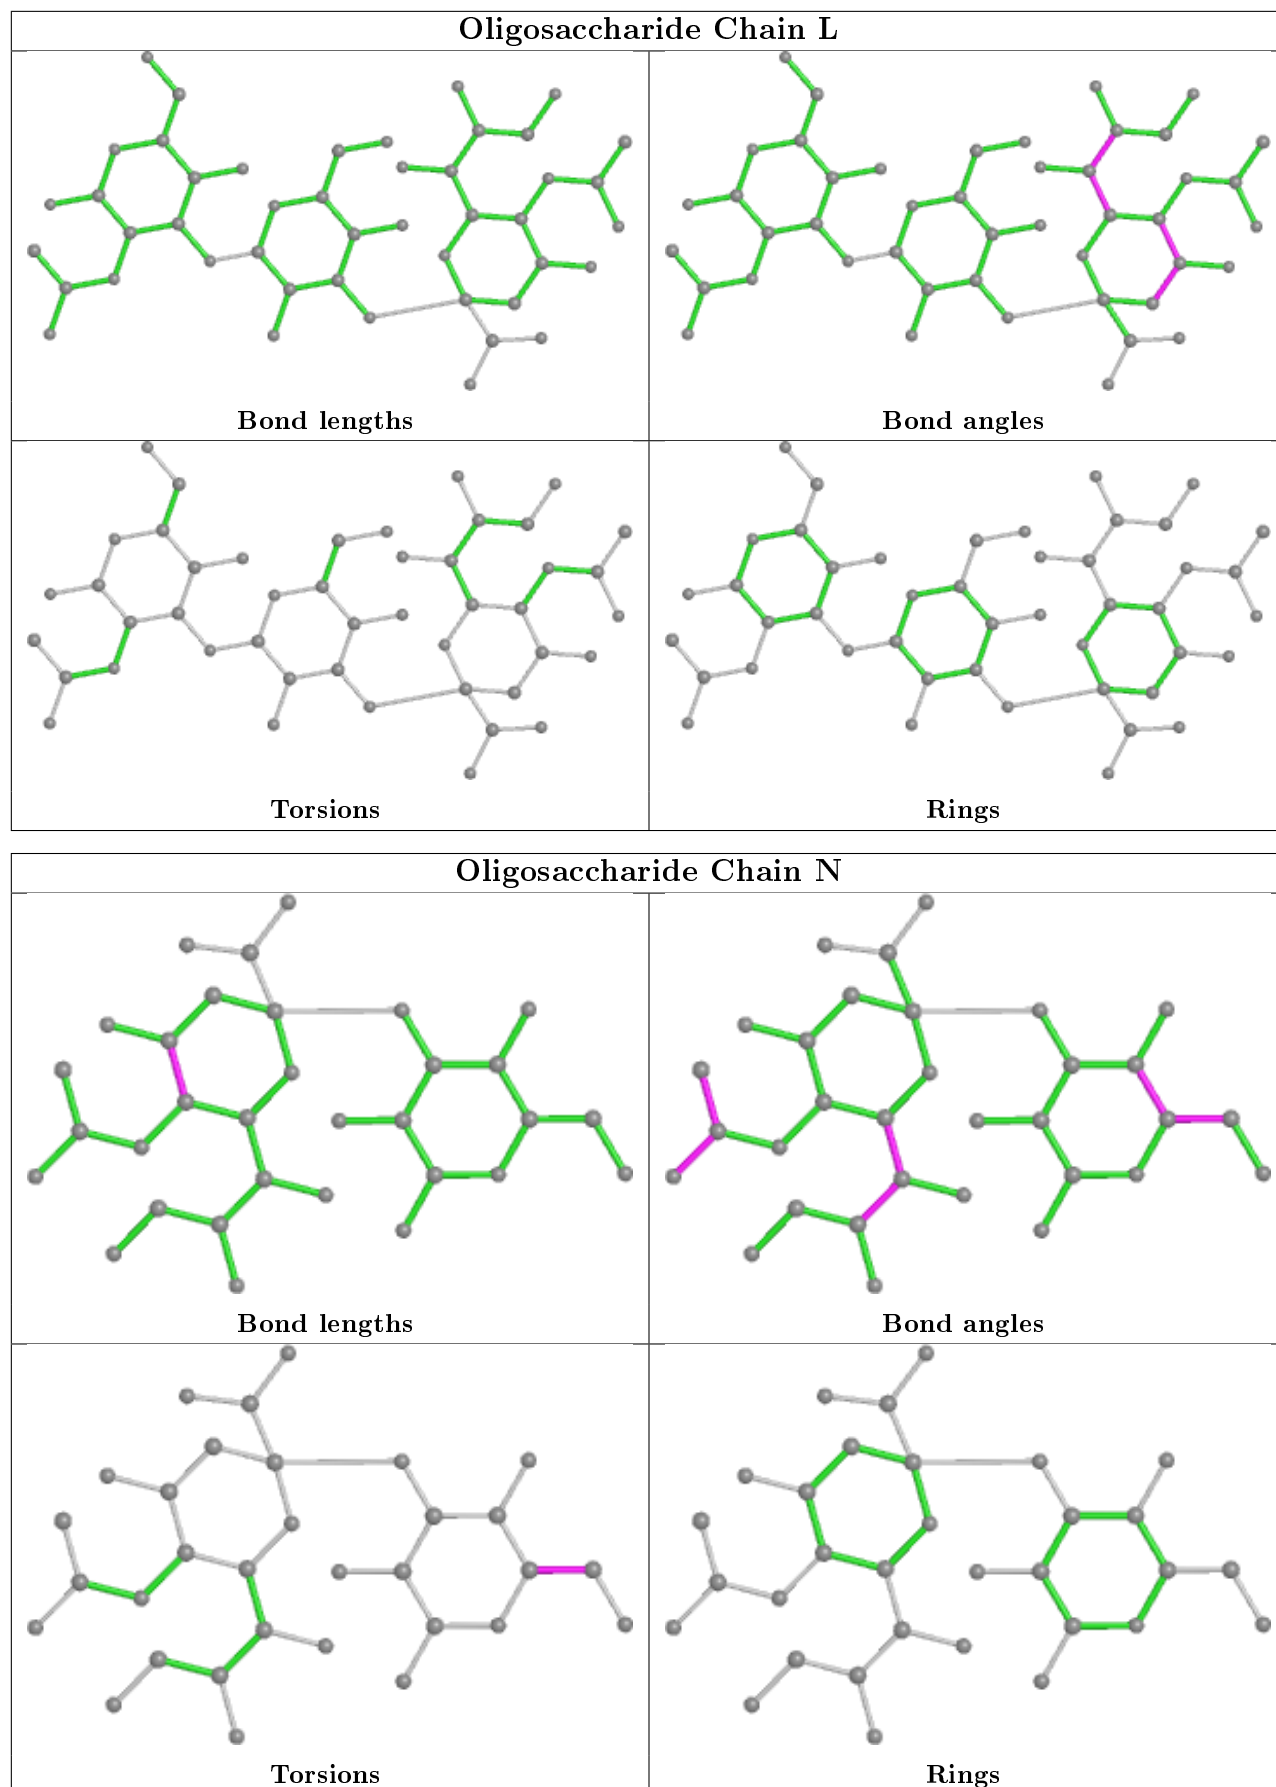 Oligosaccharide Chain L
Bond lengths
Bond angles
Torsions
Rings
Oligosaccharide Chain N
Bond lengths
Bond angles
Torsions
Rings